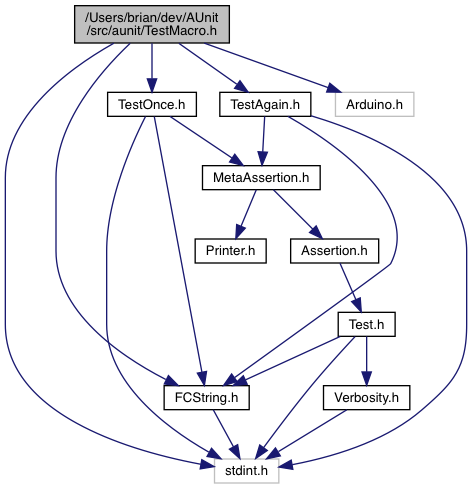 /Users/brian/dev/AUnit
/src/aunit/TestMacro.h
TestOnce.h
TestAgain.h
Arduino.h
MetaAssertion.h
Printer.h
Assertion.h
Test.h
FCString.h
Verbosity.h
stdint.h